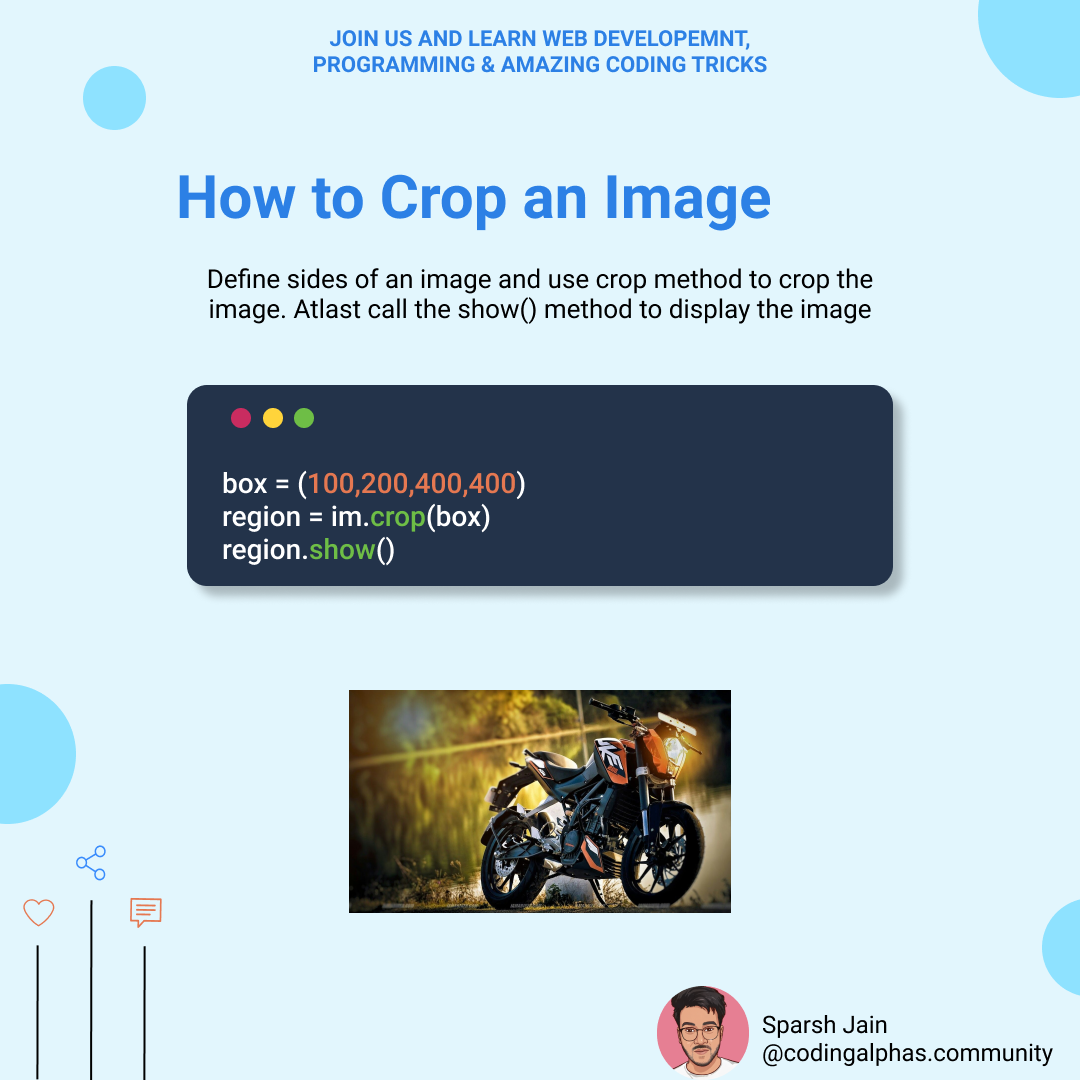 JOIN US AND LEARN WEB DEVELOPEMNT,
PROGRAMMING & AMAZING CODING TRICKS
How to Crop an Image
Define sides of an image and use crop method to crop the
image. Atlast call the show() method to display the image
box = (100,200,400,400)
region = im.crop(box)
region.show()
Sparsh Jain
@codingalphas.community